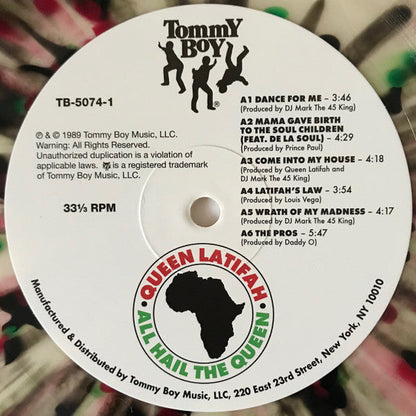 Tommy
Boy
®
TB-5074-1
℗ & © 1989 Tommy Boy Music, LLC.
Warning: All Rights Reserved.
Unauthorized duplication is a violation of
applicable laws. is a registered trademark
of Tommy Boy Music, LLC.
33⅓ RPM
A1 DANCE FOR ME – 3:46
(Produced by DJ Mark The 45 King)
A2 MAMA GAVE BIRTH
TO THE SOUL CHILDREN
(FEAT. DE LA SOUL) – 4:29
(Produced by Prince Paul)
A3 COME INTO MY HOUSE – 4:18
(Produced by Queen Latifah and
DJ Mark The 45 King)
A4 LATIFAH'S LAW – 3:54
(Produced by Louis Vega)
A5 WRATH OF MY MADNESS – 4:17
(Produced by DJ Mark The 45 King)
A6 THE PROS – 5:47
(Produced by Daddy O)
• QUEEN LATIFAH •
ALL HAIL THE QUEEN
Manufactured & Distributed by Tommy Boy Music, LLC, 220 East 23rd Street, New York, NY 10010